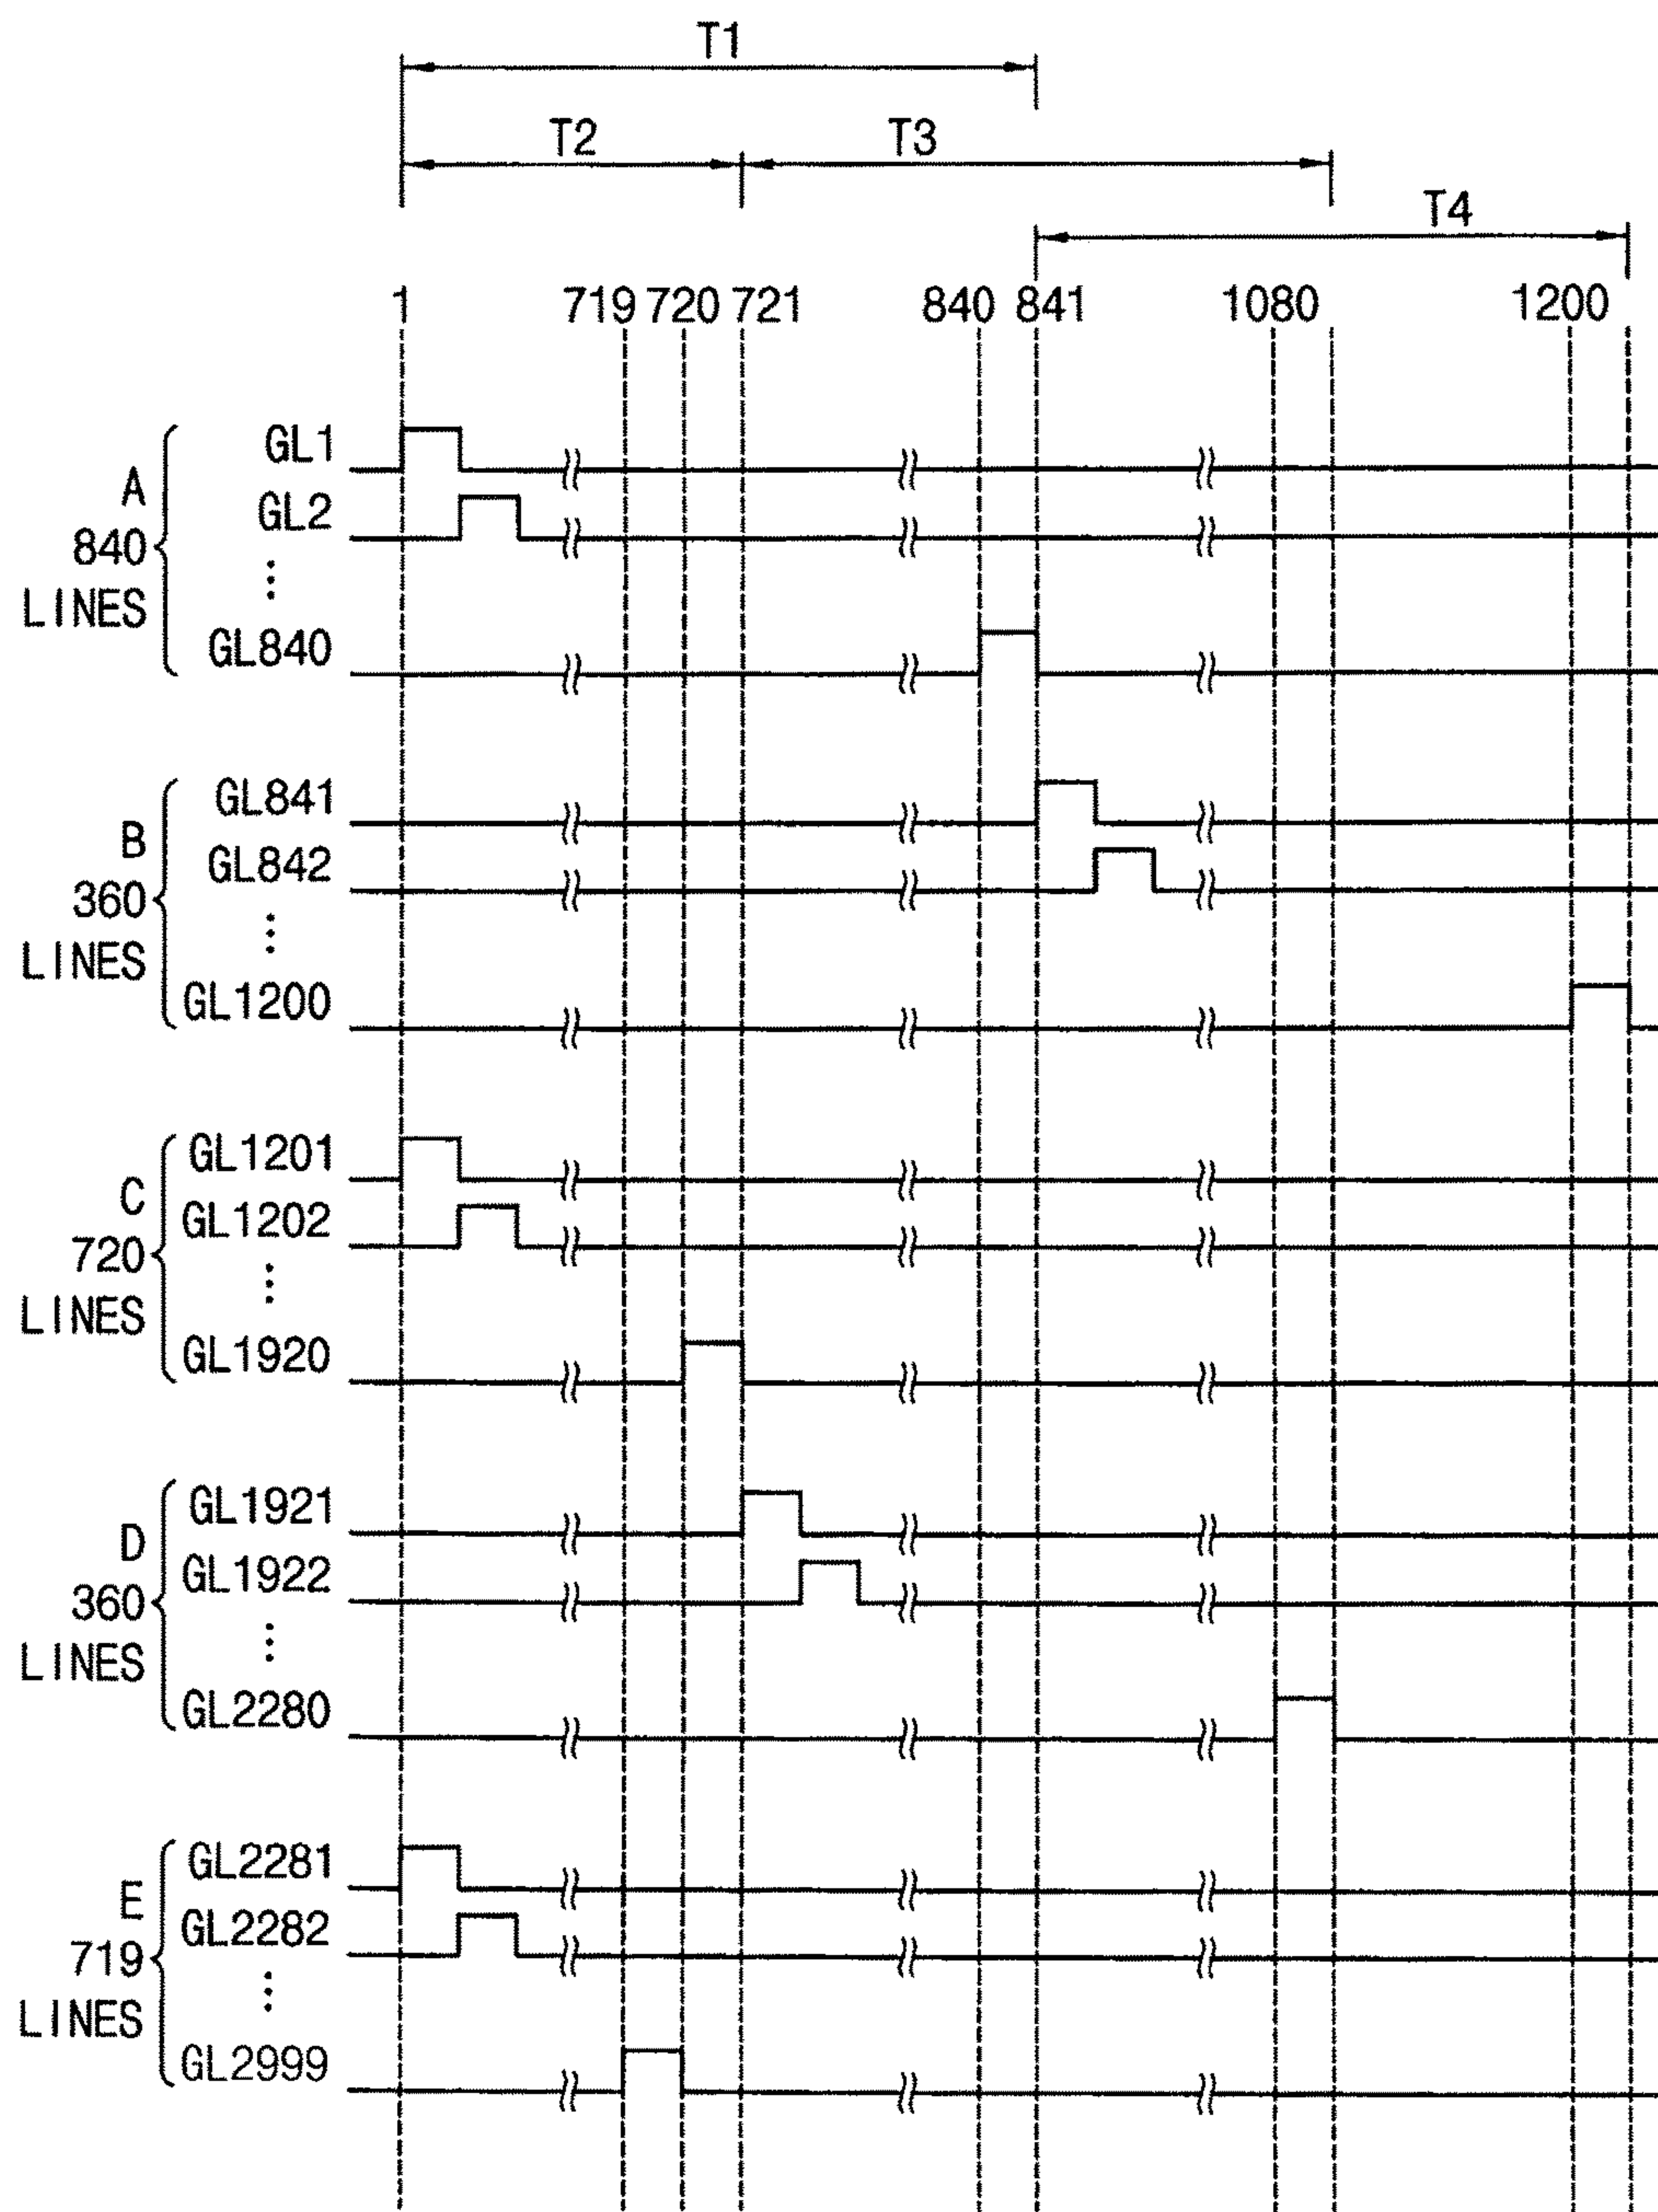 T1
T2 T3
T4
1 719 720 721 840 841 1080 1200
A
840
LINES
GL1
GL2
⋮
GL840
B
360
LINES
GL841
GL842
⋮
GL1200
C
720
LINES
GL1201
GL1202
⋮
GL1920
D
360
LINES
GL1921
GL1922
⋮
GL2280
E
719
LINES
GL2281
GL2282
⋮
GL2999